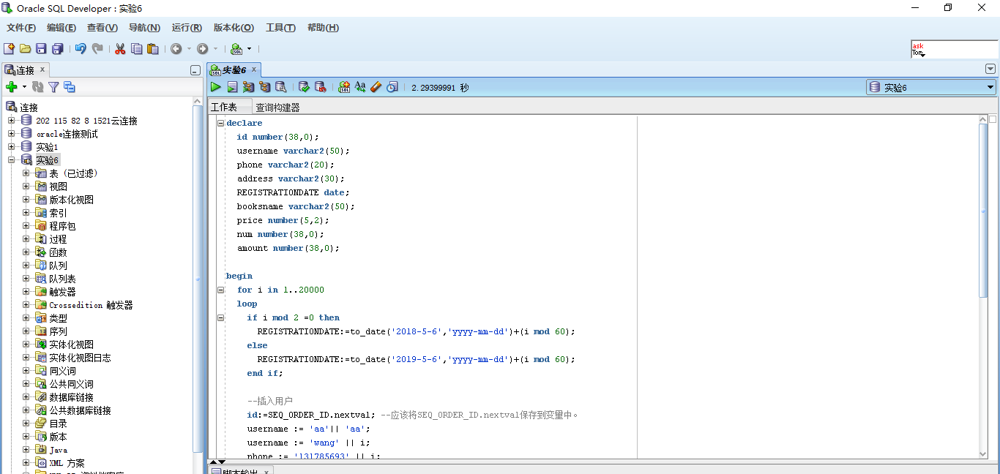 Oracle SQL Developer : 实验6
文件(F) 编辑(E) 查看(V) 导航(N) 运行(R) 版本化(O) 工具(T) 帮助(H)
ask
Tom
连接
实验6
2.29399991 秒
实验6
工作表 查询构建器
连接
202 115 82 8 1521云连接
oracle连接测试
实验1
实验6
表 (已过滤)
视图
版本化视图
索引
程序包
过程
函数
队列
队列表
触发器
Crossedition 触发器
类型
序列
实体化视图
实体化视图日志
同义词
公共同义词
数据库链接
公共数据库链接
目录
版本
Java
XML 方案
declare
id number(38,0);
username varchar2(50);
phone varchar2(20);
address varchar2(30);
REGISTRATIONDATE date;
booksname varchar2(50);
price number(5,2);
num number(38,0);
amount number(38,0);
begin
for i in 1..20000
loop
if i mod 2 =0 then
REGISTRATIONDATE:=to_date('2018-5-6','yyyy-mm-dd')+(i mod 60);
else
REGISTRATIONDATE:=to_date('2019-5-6','yyyy-mm-dd')+(i mod 60);
end if;
--插入用户
id:=SEQ_ORDER_ID.nextval; --应该将SEQ_ORDER_ID.nextval保存到变量中。
username := 'aa'|| 'aa';
username := 'wang' || i;
phone := '131785693' || i;
脚本输出